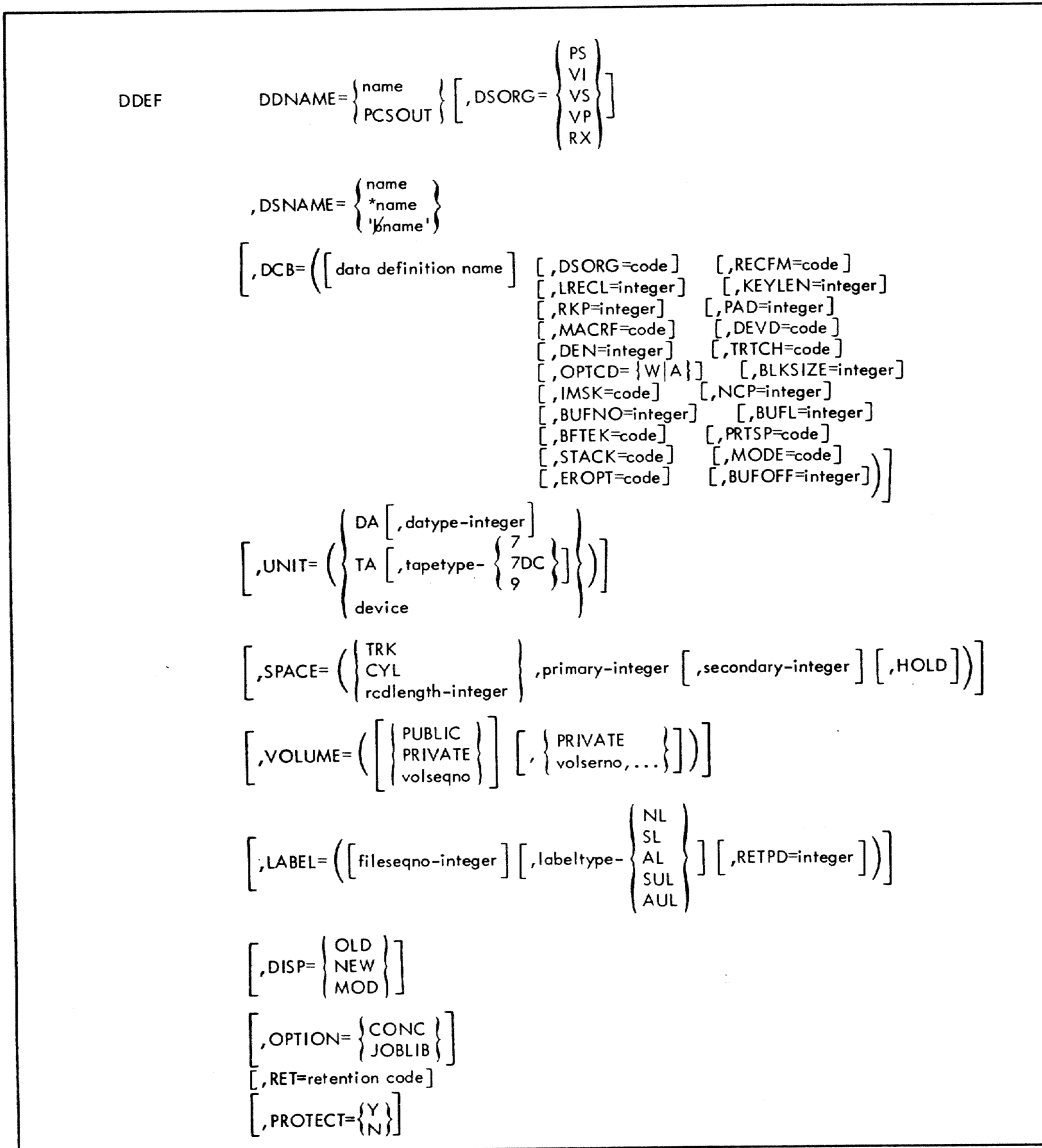 DDEF DDNAME= {name
PCSOUT} [,DSORG= {PS
VI
VS
VP
RX}]
,DSNAME= {name
*name
'ƀname'}
[,DCB=([data definition name] [,DSORG=code] [,RECFM=code]
[,LRECL=integer] [,KEYLEN=integer]
[,RKP=integer] [,PAD=integer]
[,MACRF=code] [,DEVD=code]
[,DEN=integer] [,TRTCH=code]
[,OPTCD={W|A}] [,BLKSIZE=integer]
[,IMSK=code] [,NCP=integer]
[,BUFNO=integer] [,BUFL=integer]
[,BFTEK=code] [,PRTSP=code]
[,STACK=code] [,MODE=code]
[,EROPT=code] [,BUFOFF=integer])]
[,UNIT=({DA [,datype-integer]
TA [,tapetype- {7
7DC
9}]
device})]
[,SPACE=({TRK
CYL
rcdlength-integer} ,primary-integer [,secondary-integer] [,HOLD])]
[,VOLUME=([{PUBLIC
PRIVATE
volseqno}] [, {PRIVATE
volserno,...}])]
[,LABEL=([fileseqno-integer] [,labeltype- {NL
SL
AL
SUL
AUL}] [,RETPD=integer])]
[,DISP= {OLD
NEW
MOD}]
[,OPTION= {CONC
JOBLIB}]
[,RET=retention code]
[,PROTECT={Y
N}]